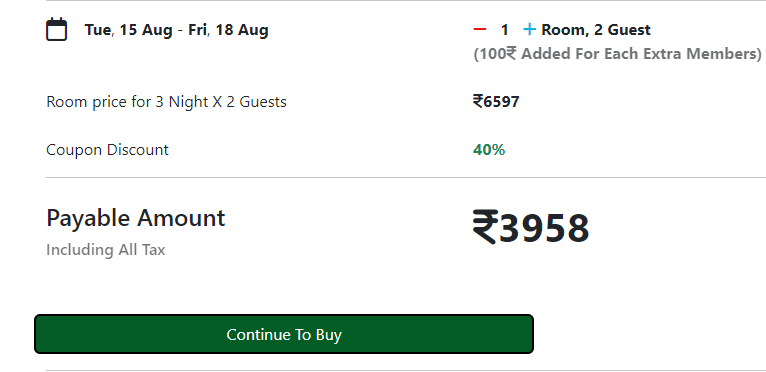 Tue, 15 Aug - Fri, 18 Aug
1 Room, 2 Guest
(100₹ Added For Each Extra Members)
Room price for 3 Night X 2 Guests ₹6597
Coupon Discount 40%
Payable Amount ₹3958
Including All Tax
Continue To Buy